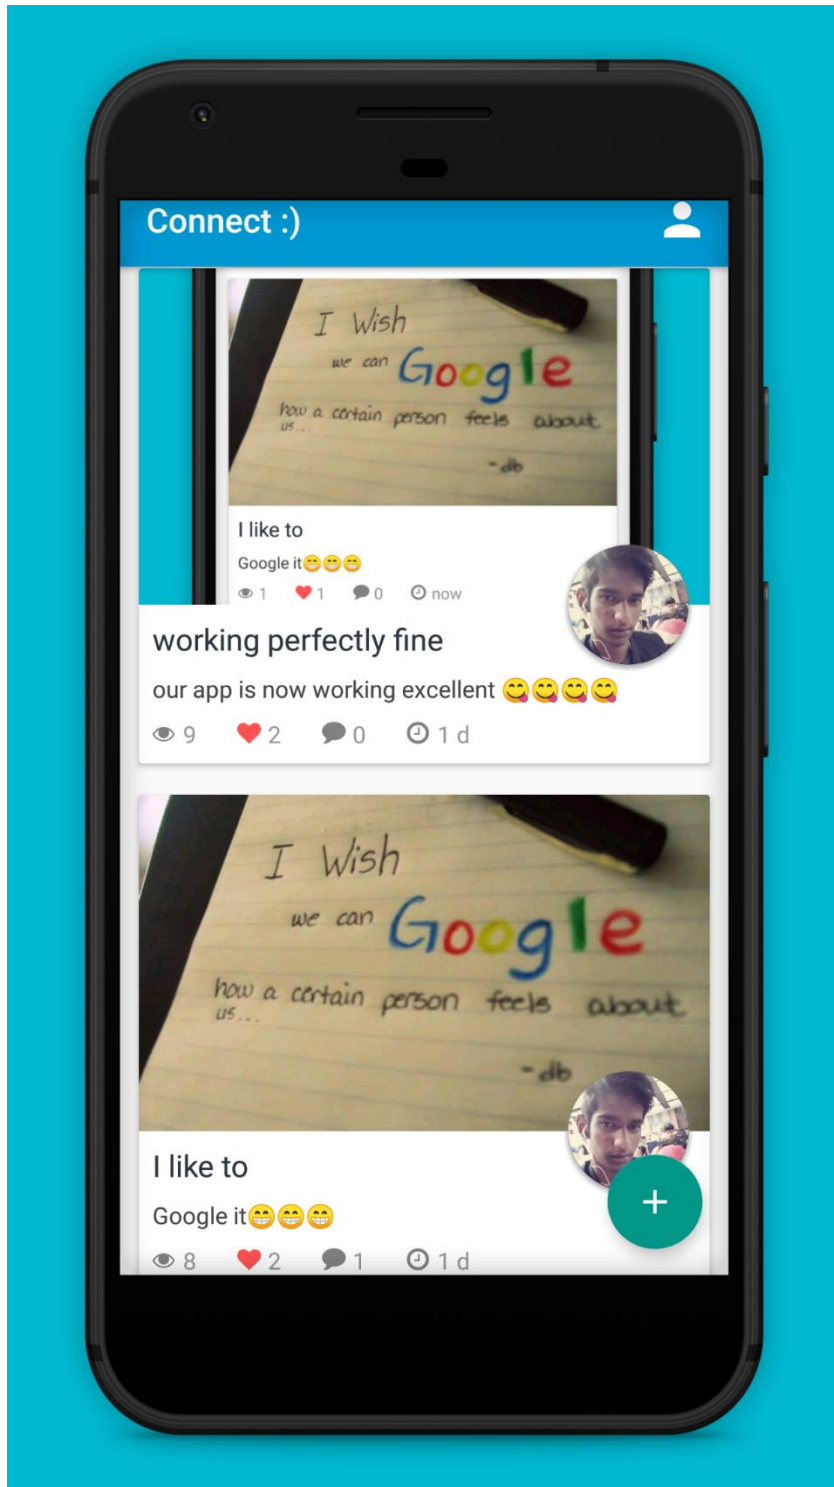 Connect :)
I Wish
we can Google
how a certain person feels about
us...
-db
I like to
Google it😁😁😁
1 1 0 now
working perfectly fine
our app is now working excellent 😋😋😋😋
9 2 0 1 d
I Wish
we can Google
how a certain person feels about
us...
-db
I like to
Google it😁😁😁
8 2 1 1 d